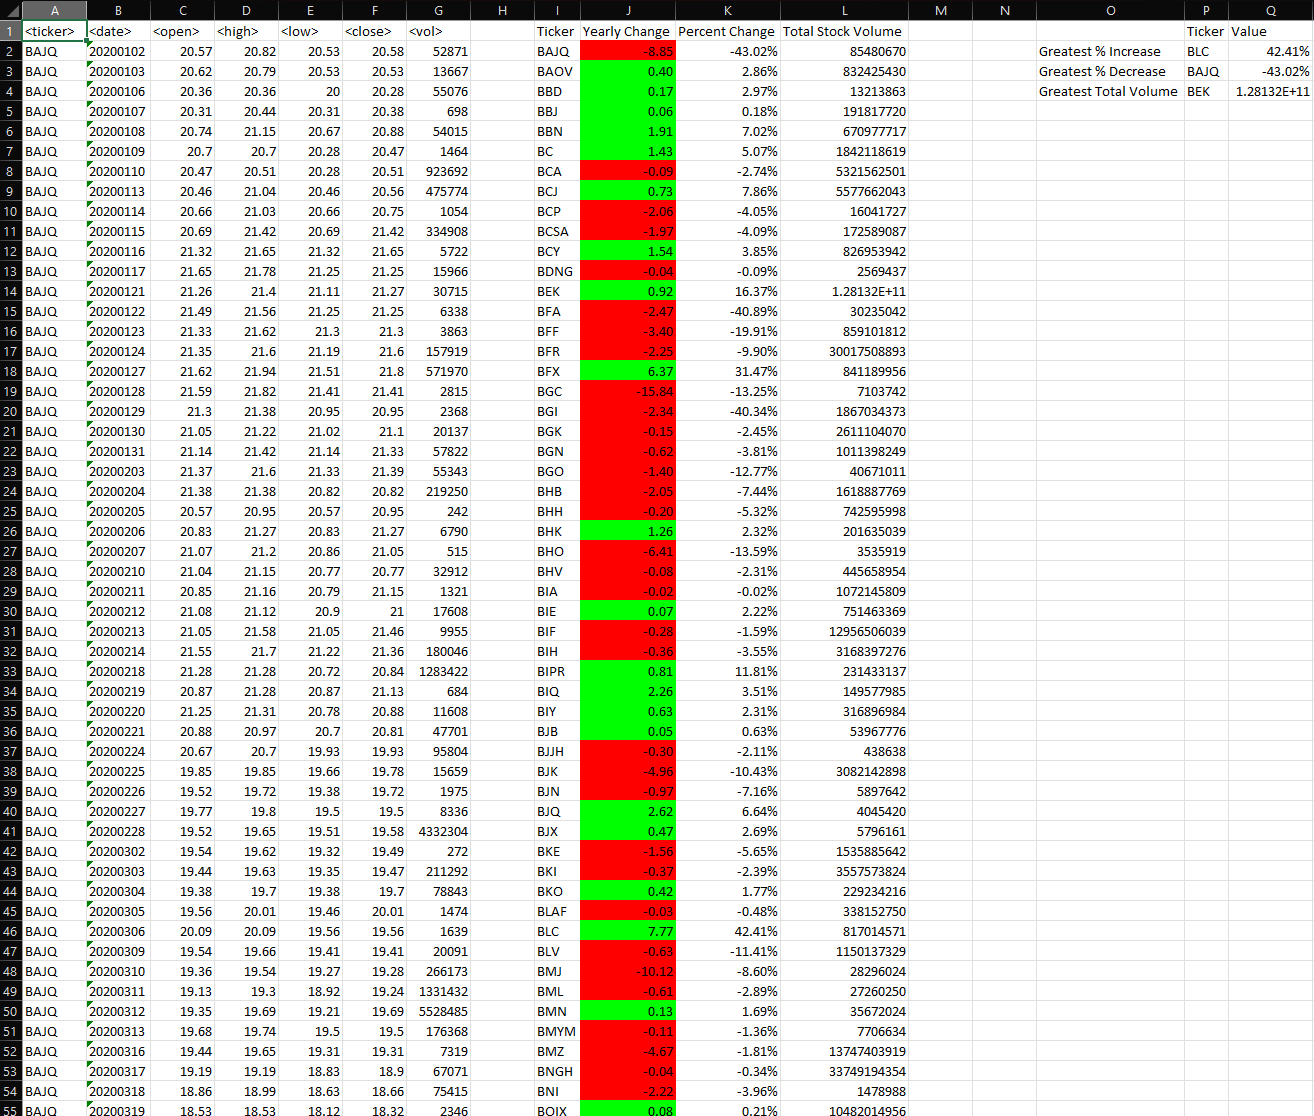 A B C D E F G H I J K L M N O P Q
1 <ticker> <date> <open> <high> <low> <close> <vol> Ticker Yearly Change Percent Change Total Stock Volume Ticker Value
2 BAJQ 20200102 20.57 20.82 20.53 20.58 52871 BAJQ -8.85 -43.02% 85480670 Greatest % Increase BLC 42.41%
3 BAJQ 20200103 20.62 20.79 20.53 20.53 13667 BAOV 0.40 2.86% 832425430 Greatest % Decrease BAJQ -43.02%
4 BAJQ 20200106 20.36 20.36 20 20.28 55076 BBD 0.17 2.97% 13213863 Greatest Total Volume BEK 1.28132E+11
5 BAJQ 20200107 20.31 20.44 20.31 20.38 698 BBJ 0.06 0.18% 191817720
6 BAJQ 20200108 20.74 21.15 20.67 20.88 54015 BBN 1.91 7.02% 670977717
7 BAJQ 20200109 20.7 20.7 20.28 20.47 1464 BC 1.43 5.07% 1842118619
8 BAJQ 20200110 20.47 20.51 20.28 20.51 923692 BCA -0.09 -2.74% 5321562501
9 BAJQ 20200113 20.46 21.04 20.46 20.56 475774 BCJ 0.73 7.86% 5577662043
10 BAJQ 20200114 20.66 21.03 20.66 20.75 1054 BCP -2.06 -4.05% 16041727
11 BAJQ 20200115 20.69 21.42 20.69 21.42 334908 BCSA -1.97 -4.09% 172589087
12 BAJQ 20200116 21.32 21.65 21.32 21.65 5722 BCY 1.54 3.85% 826953942
13 BAJQ 20200117 21.65 21.78 21.25 21.25 15966 BDNG -0.04 -0.09% 2569437
14 BAJQ 20200121 21.26 21.4 21.11 21.27 30715 BEK 0.92 16.37% 1.28132E+11
15 BAJQ 20200122 21.49 21.56 21.25 21.25 6338 BFA -2.47 -40.89% 30235042
16 BAJQ 20200123 21.33 21.62 21.3 21.3 3863 BFF -3.40 -19.91% 859101812
17 BAJQ 20200124 21.35 21.6 21.19 21.6 157919 BFR -2.25 -9.90% 30017508893
18 BAJQ 20200127 21.62 21.94 21.51 21.8 571970 BFX 6.37 31.47% 841189956
19 BAJQ 20200128 21.59 21.82 21.41 21.41 2815 BGC -15.84 -13.25% 7103742
20 BAJQ 20200129 21.3 21.38 20.95 20.95 2368 BGI -2.34 -40.34% 1867034373
21 BAJQ 20200130 21.05 21.22 21.02 21.1 20137 BGK -0.15 -2.45% 2611104070
22 BAJQ 20200131 21.14 21.42 21.14 21.33 57822 BGN -0.62 -3.81% 1011398249
23 BAJQ 20200203 21.37 21.6 21.33 21.39 55343 BGO -1.40 -12.77% 40671011
24 BAJQ 20200204 21.38 21.38 20.82 20.82 219250 BHB -2.05 -7.44% 1618887769
25 BAJQ 20200205 20.57 20.95 20.57 20.95 242 BHH -0.20 -5.32% 742595998
26 BAJQ 20200206 20.83 21.27 20.83 21.27 6790 BHK 1.26 2.32% 201635039
27 BAJQ 20200207 21.07 21.2 20.86 21.05 515 BHO -6.41 -13.59% 3535919
28 BAJQ 20200210 21.04 21.15 20.77 20.77 32912 BHV -0.08 -2.31% 445658954
29 BAJQ 20200211 20.85 21.16 20.79 21.15 1321 BIA -0.02 -0.02% 1072145809
30 BAJQ 20200212 21.08 21.12 20.9 21 17608 BIE 0.07 2.22% 751463369
31 BAJQ 20200213 21.05 21.58 21.05 21.46 9955 BIF -0.28 -1.59% 12956506039
32 BAJQ 20200214 21.55 21.7 21.22 21.36 180046 BIH -0.36 -3.55% 3168397276
33 BAJQ 20200218 21.28 21.28 20.72 20.84 1283422 BIPR 0.81 11.81% 231433137
34 BAJQ 20200219 20.87 21.28 20.87 21.13 684 BIQ 2.26 3.51% 149577985
35 BAJQ 20200220 21.25 21.31 20.78 20.88 11608 BIY 0.63 2.31% 316896984
36 BAJQ 20200221 20.88 20.97 20.7 20.81 47701 BJB 0.05 0.63% 53967776
37 BAJQ 20200224 20.67 20.7 19.93 19.93 95804 BJJH -0.30 -2.11% 438638
38 BAJQ 20200225 19.85 19.85 19.66 19.78 15659 BJK -4.96 -10.43% 3082142898
39 BAJQ 20200226 19.52 19.72 19.38 19.72 1975 BJN -0.97 -7.16% 5897642
40 BAJQ 20200227 19.77 19.8 19.5 19.5 8336 BJQ 2.62 6.64% 4045420
41 BAJQ 20200228 19.52 19.65 19.51 19.58 4332304 BJX 0.47 2.69% 5796161
42 BAJQ 20200302 19.54 19.62 19.32 19.49 272 BKE -1.56 -5.65% 1535885642
43 BAJQ 20200303 19.44 19.63 19.35 19.47 211292 BKI -0.37 -2.39% 3557573824
44 BAJQ 20200304 19.38 19.7 19.38 19.7 78843 BKO 0.42 1.77% 229234216
45 BAJQ 20200305 19.56 20.01 19.46 20.01 1474 BLAF -0.03 -0.48% 338152750
46 BAJQ 20200306 20.09 20.09 19.56 19.56 1639 BLC 7.77 42.41% 817014571
47 BAJQ 20200309 19.54 19.66 19.41 19.41 20091 BLV -0.63 -11.41% 1150137329
48 BAJQ 20200310 19.36 19.54 19.27 19.28 266173 BMJ -10.12 -8.60% 28296024
49 BAJQ 20200311 19.13 19.3 18.92 19.24 1331432 BML -0.61 -2.89% 27260250
50 BAJQ 20200312 19.35 19.69 19.21 19.69 5528485 BMN 0.13 1.69% 35672024
51 BAJQ 20200313 19.68 19.74 19.5 19.5 176368 BMYM -0.11 -1.36% 7706634
52 BAJQ 20200316 19.44 19.65 19.31 19.31 7319 BMZ -4.67 -1.81% 13747403919
53 BAJQ 20200317 19.19 19.19 18.83 18.9 67071 BNGH -0.04 -0.34% 33749194354
54 BAJQ 20200318 18.86 18.99 18.63 18.66 75415 BNI -2.22 -3.96% 1478988
55 BAJQ 20200319 18.53 18.53 18.12 18.32 2346 BOIX 0.08 0.21% 10482014956